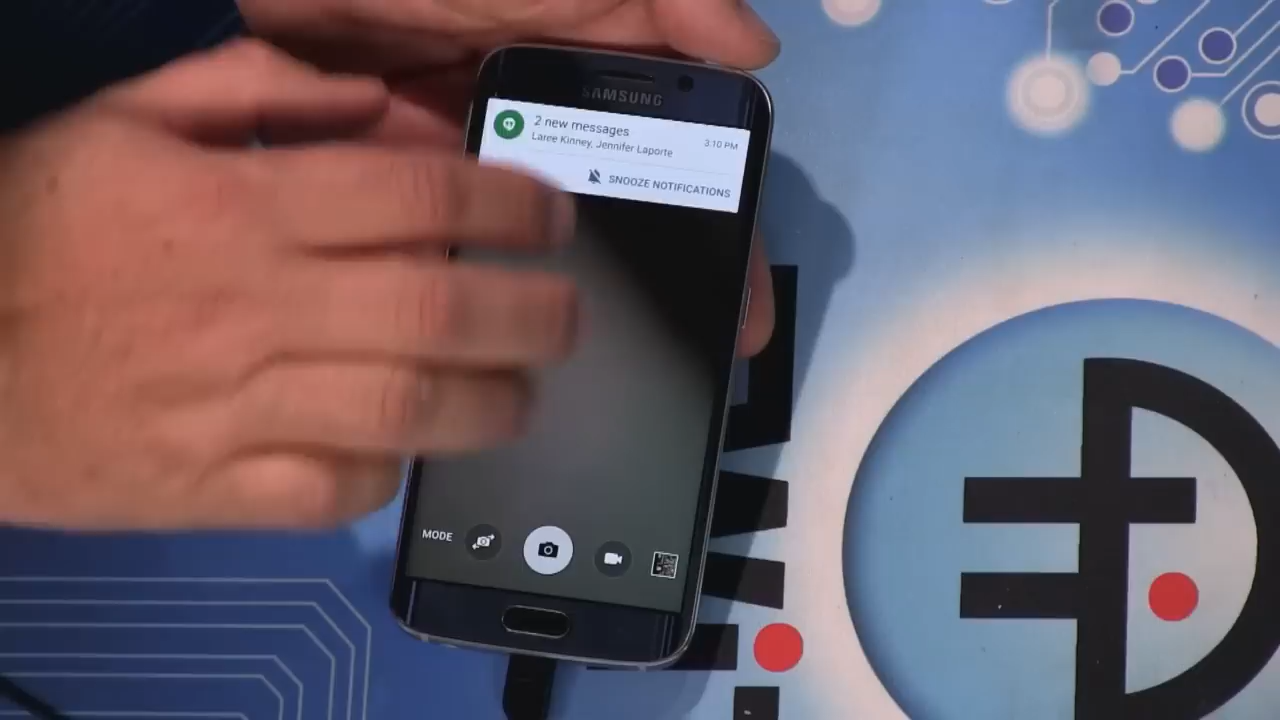 SAMSUNG
2 new messages
3:10 PM
Laree Kinney, Jennifer Laporte
SNOOZE NOTIFICATIONS
MODE